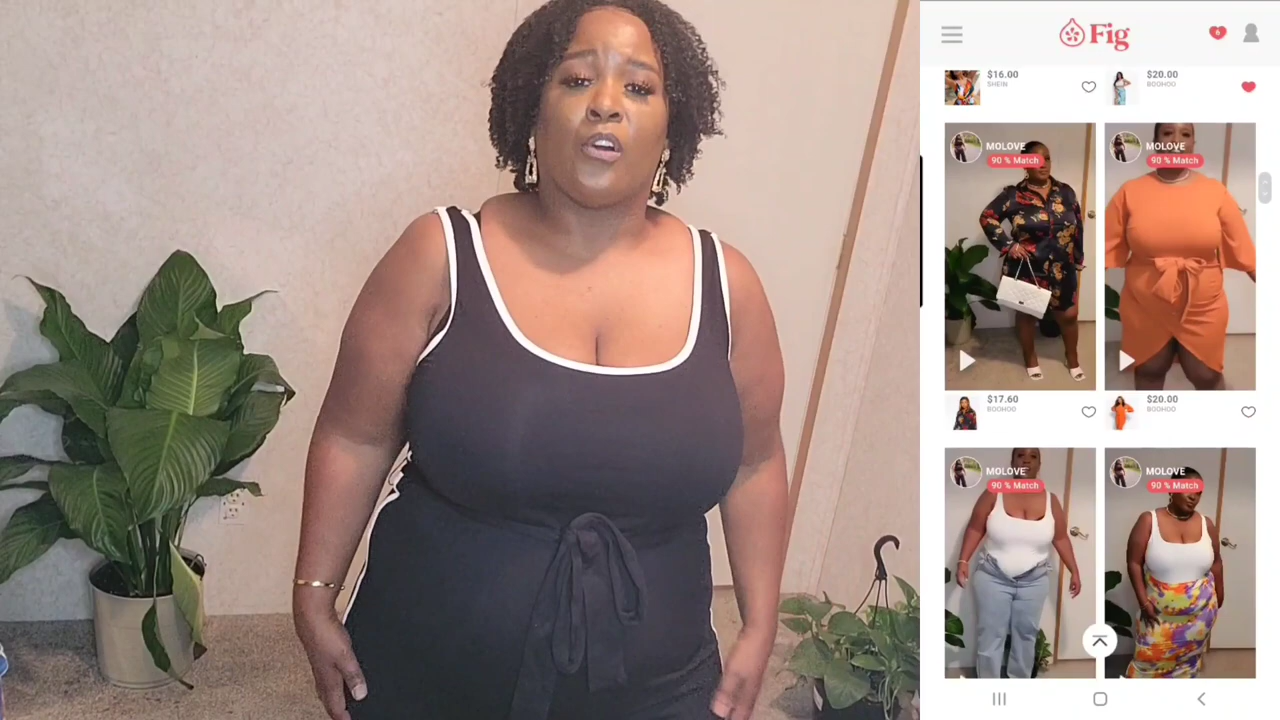 Fig
6
$16.00
SHEIN
$20.00
BOOHOO
MOLOVE
90 % Match
MOLOVE
90 % Match
$17.60
BOOHOO
$20.00
BOOHOO
MOLOVE
90 % Match
MOLOVE
90 % Match